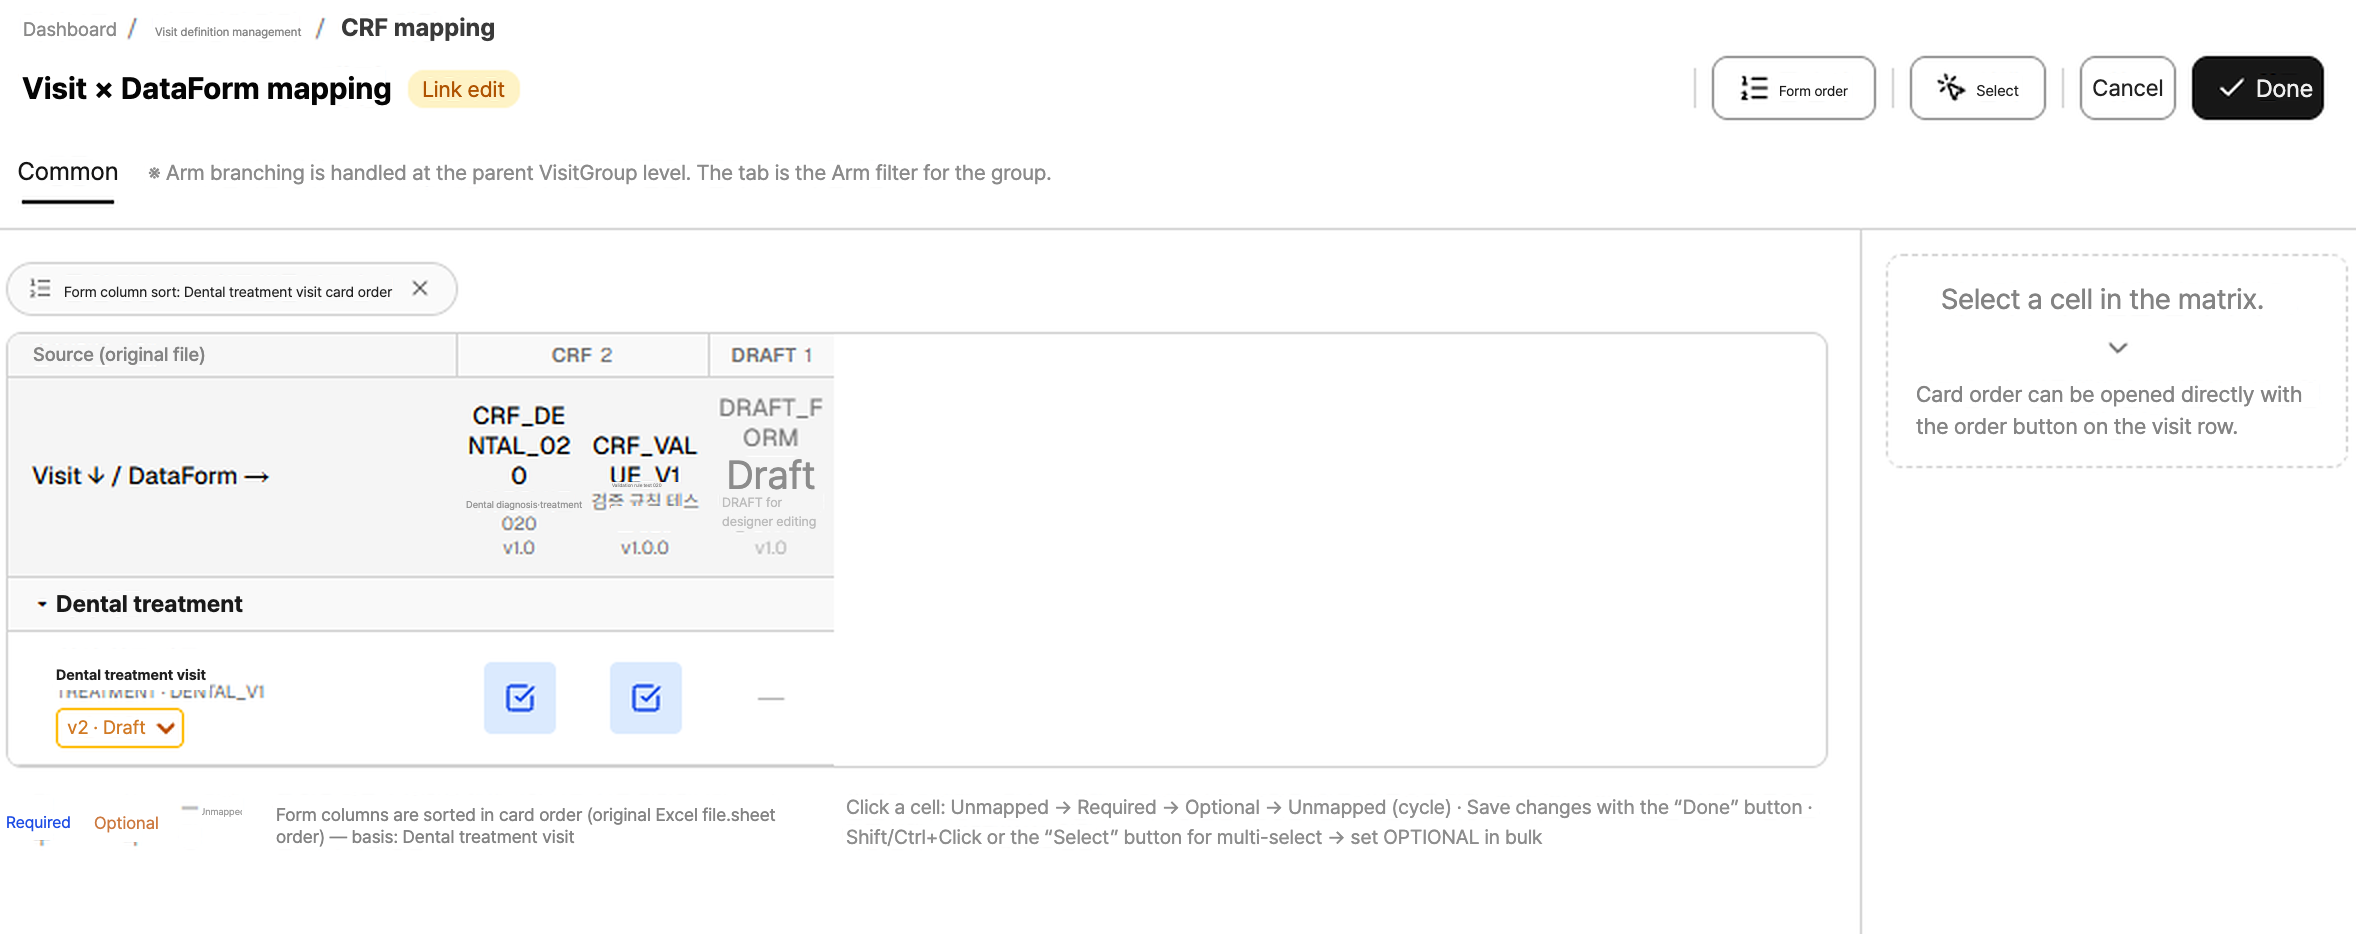 Dashboard / Visit definition management / CRF mapping
Visit × DataForm mapping Link edit
Form order
Select
Cancel
Done
Common ※ Arm branching is handled at the parent VisitGroup level. The tab is the Arm filter for the group.
Form column sort: Dental treatment visit card order
Source (original file) CRF 2 DRAFT 1
Visit ↓ / DataForm →
CRF_DE
NTAL_02
0
Dental diagnosis·treatment
020
v1.0
CRF_VAL
UE_V1
Validation rule test 020
검증 규칙 테스
v1.0.0
DRAFT_F
ORM
Draft
DRAFT for
designer editing
v1.0
Dental treatment
Dental treatment visit
TREATMENT · DENTAL_V1
v2 · Draft
—
Required Optional Unmapped
Form columns are sorted in card order (original Excel file.sheet
order) — basis: Dental treatment visit
Click a cell: Unmapped → Required → Optional → Unmapped (cycle) · Save changes with the “Done” button ·
Shift/Ctrl+Click or the “Select” button for multi-select → set OPTIONAL in bulk
Select a cell in the matrix.
Card order can be opened directly with
the order button on the visit row.